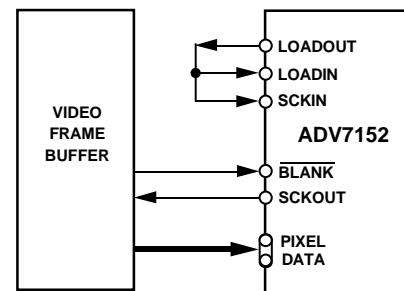 VIDEO
FRAME
BUFFER
LOADOUT
LOADIN
SCKIN
ADV7152
BLANK
SCKOUT
PIXEL
DATA